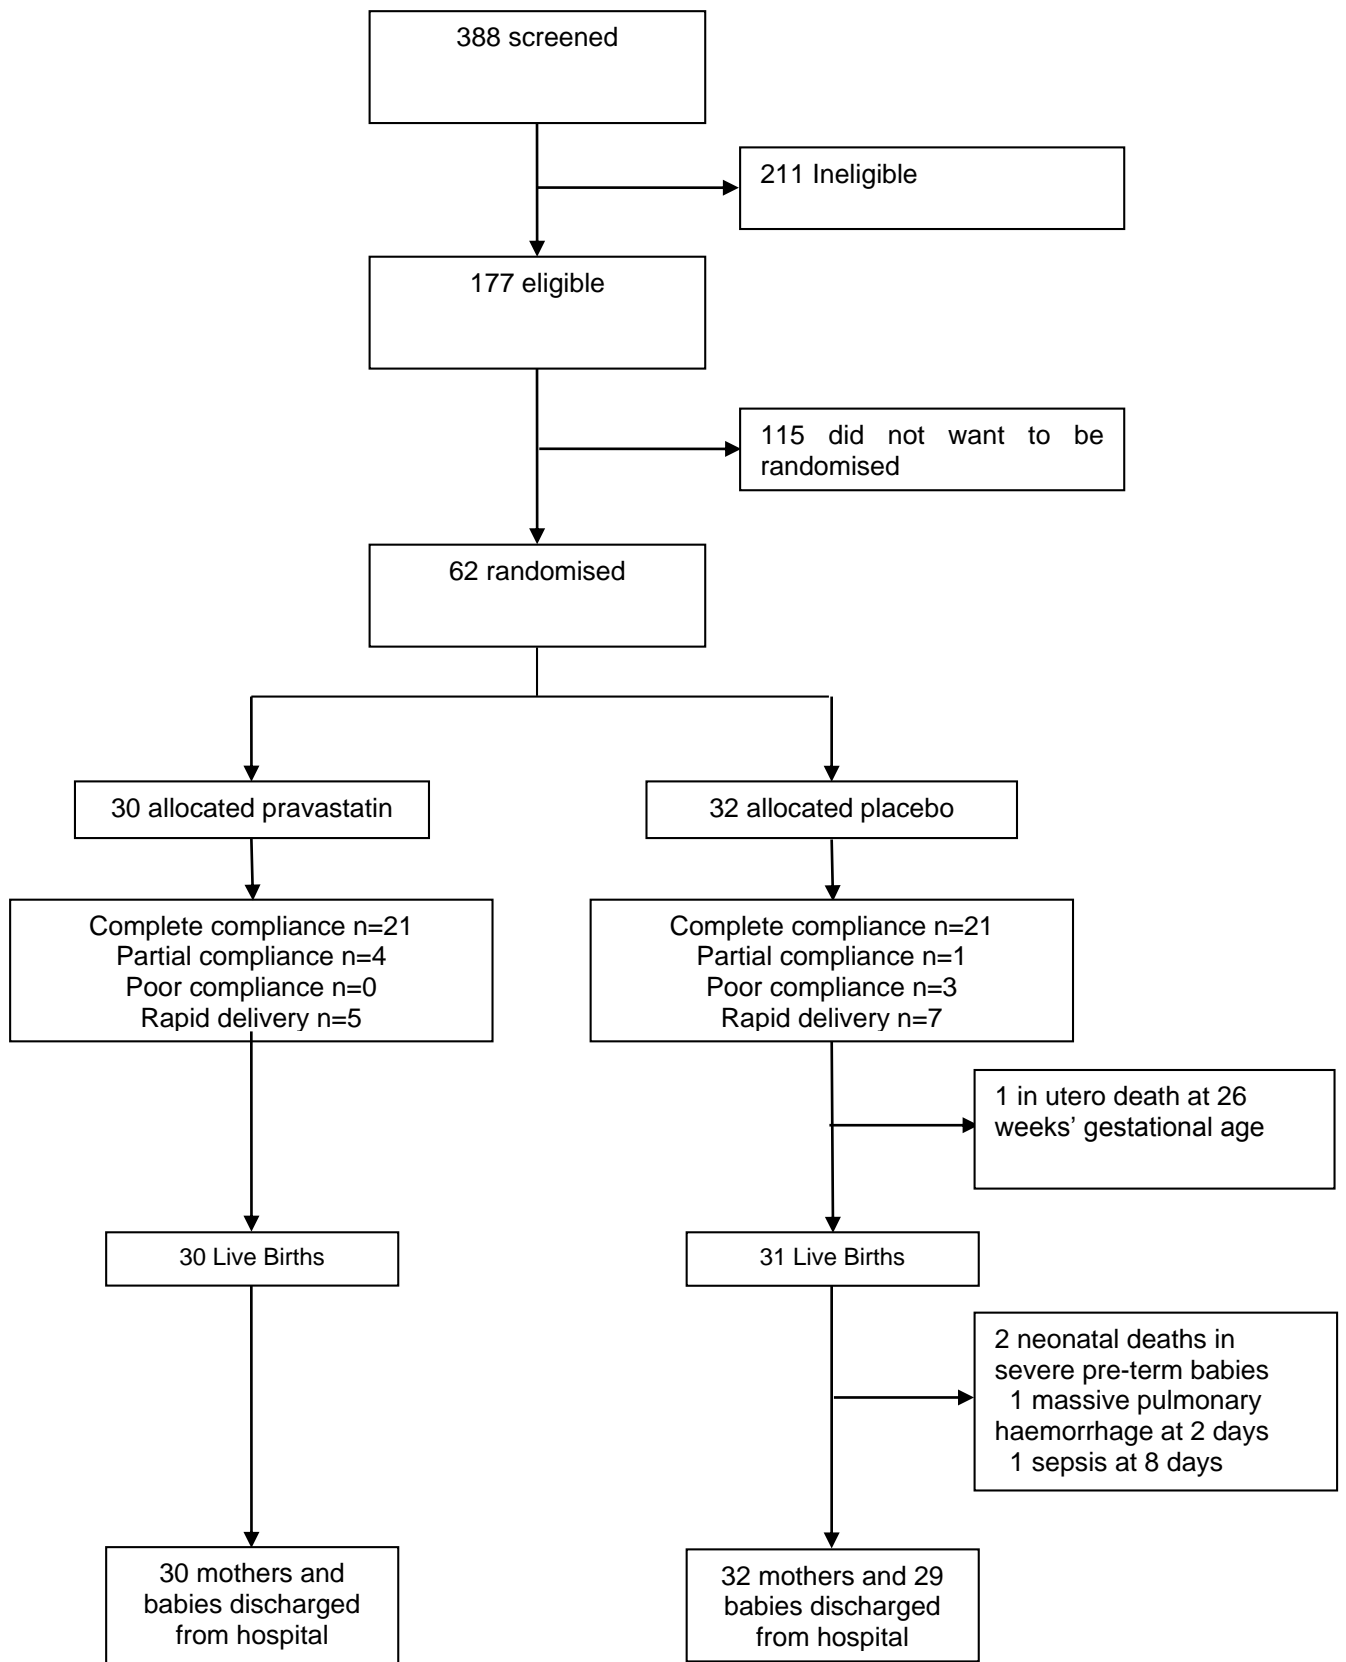 388 screened
211 Ineligible
177 eligible
115 did not want to be
randomised
62 randomised
30 allocated pravastatin
32 allocated placebo
Complete compliance n=21
Partial compliance n=4
Poor compliance n=0
Rapid delivery n=5
Complete compliance n=21
Partial compliance n=1
Poor compliance n=3
Rapid delivery n=7
1 in utero death at 26
weeks’ gestational age
30 Live Births
31 Live Births
2 neonatal deaths in
severe pre-term babies
1 massive pulmonary
haemorrhage at 2 days
1 sepsis at 8 days
30 mothers and
babies discharged
from hospital
32 mothers and 29
babies discharged
from hospital